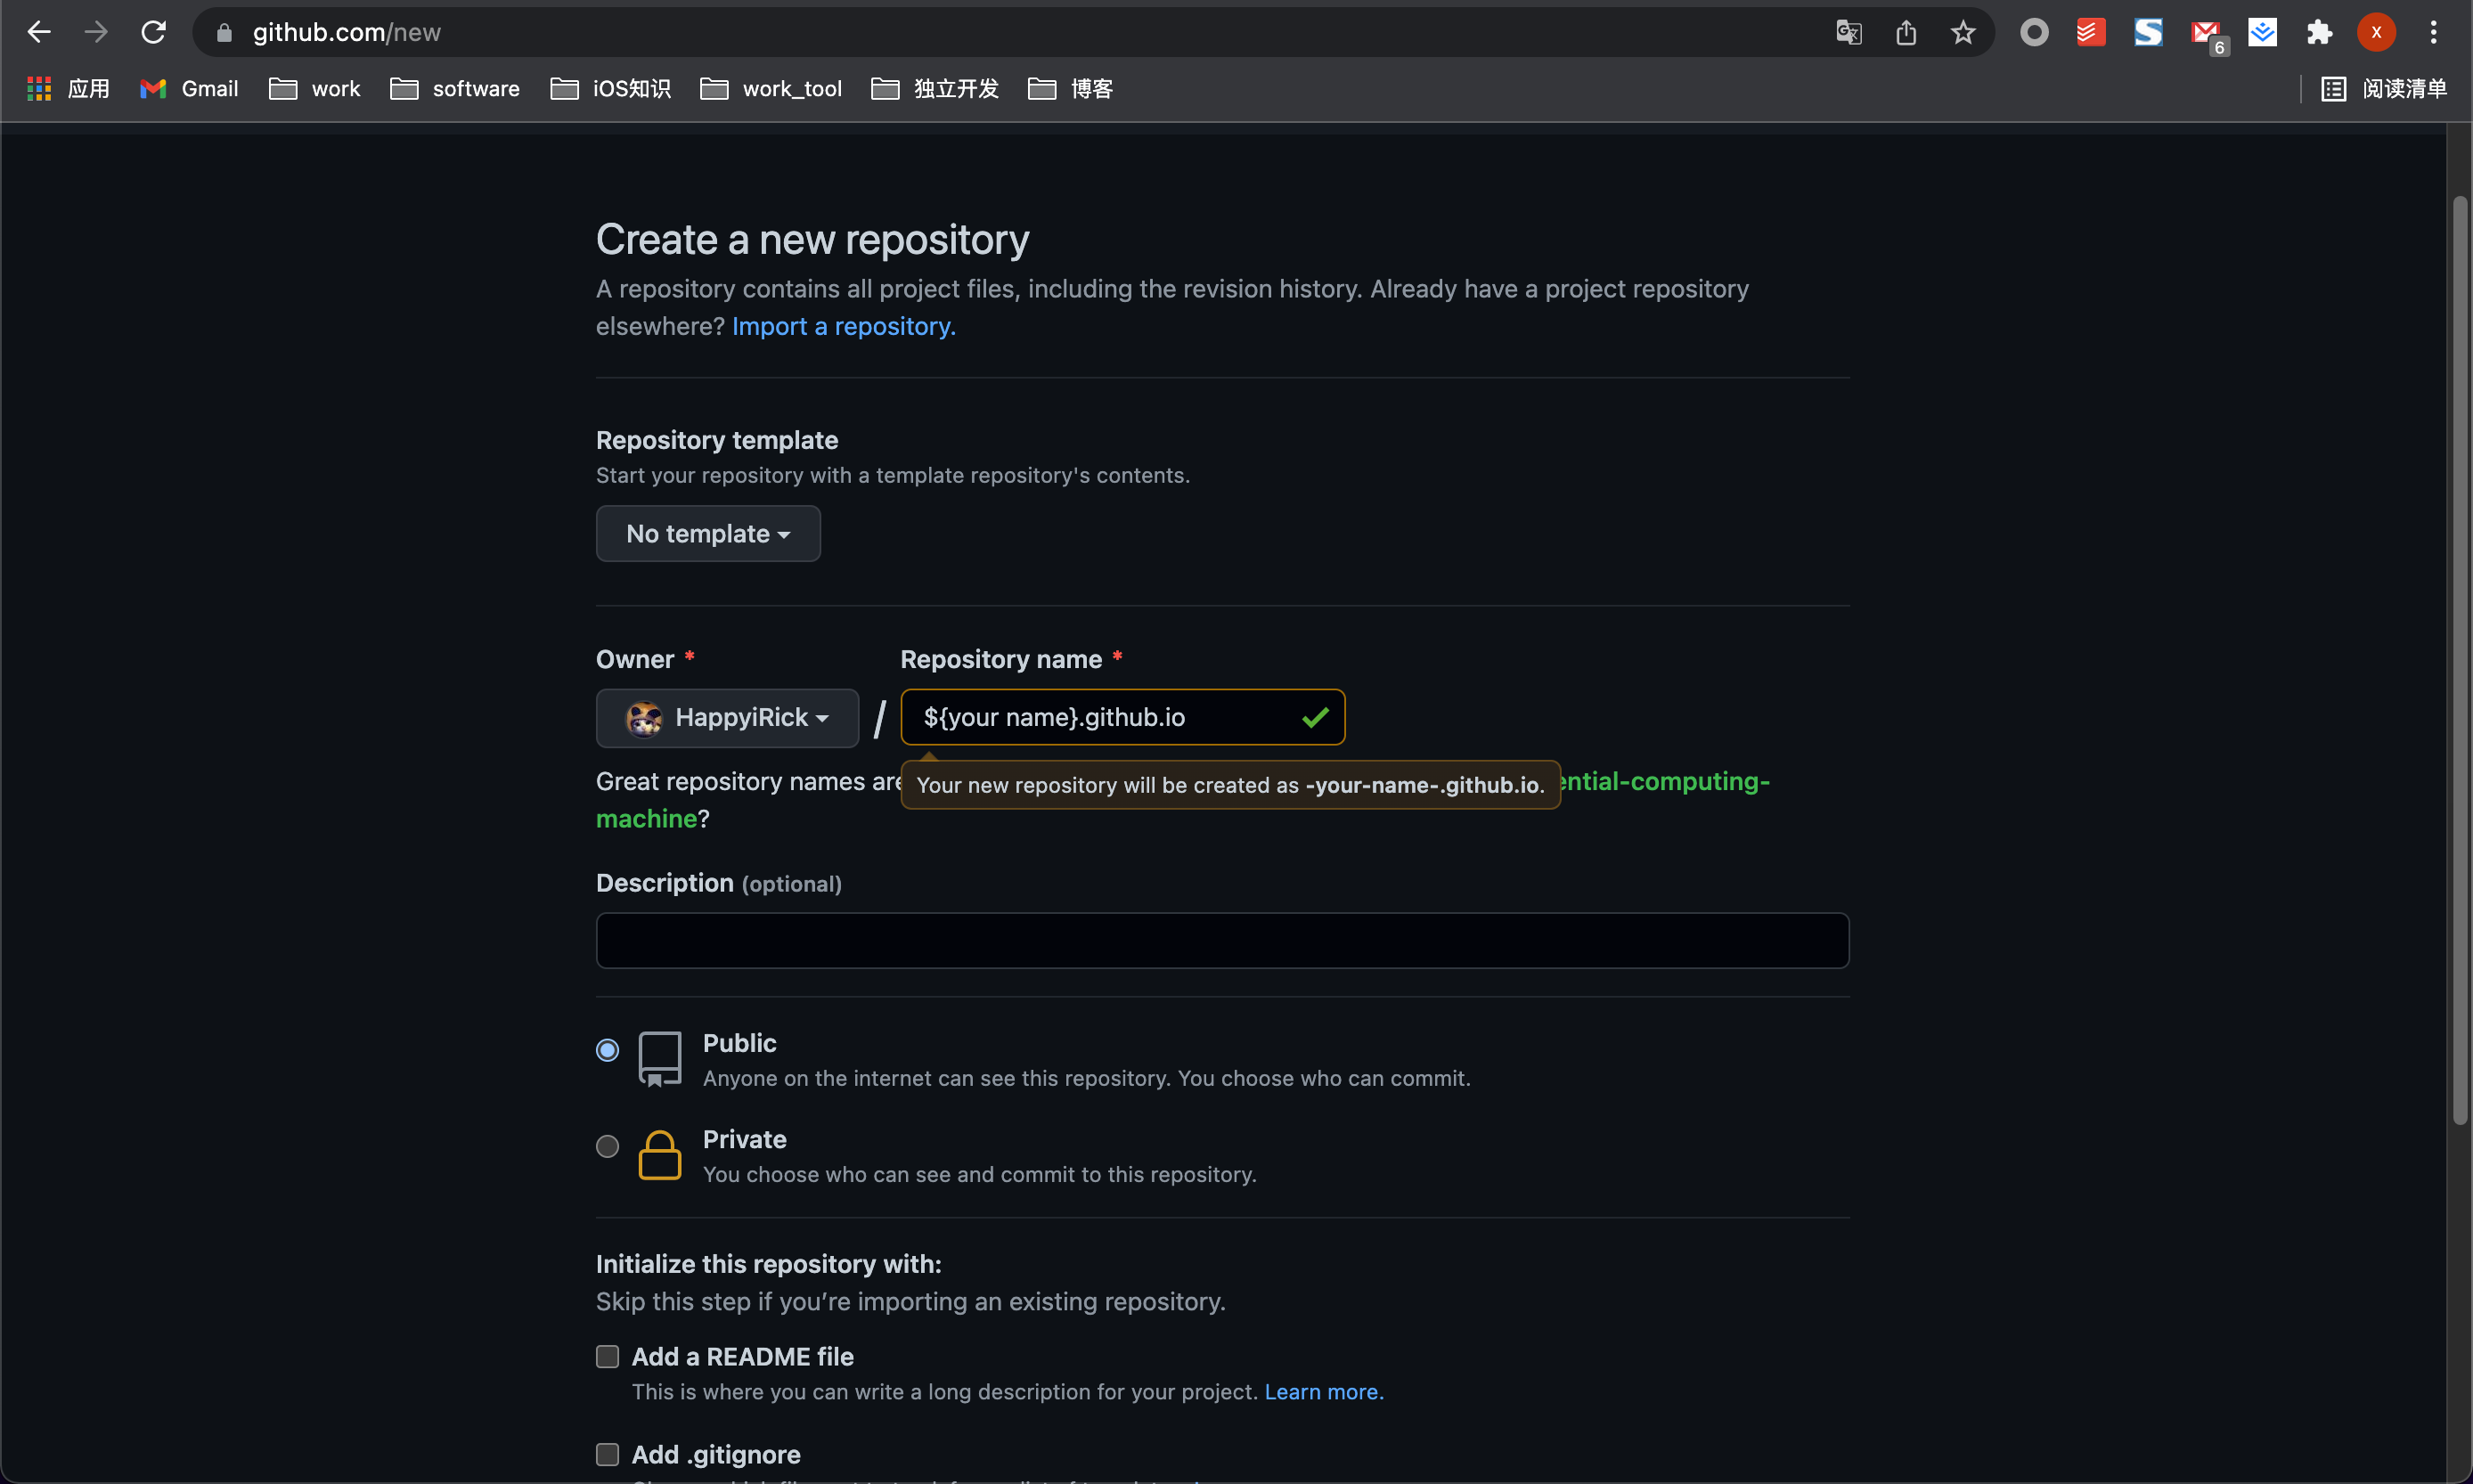 github.com/new
6
X
应用
Gmail
work
software
iOS知识
work_tool
独立开发
博客
阅读清单
Create a new repository
A repository contains all project files, including the revision history. Already have a project repository
elsewhere? Import a repository.
Repository template
Start your repository with a template repository's contents.
No template
Owner *
Repository name *
HappyiRick
/
${your name}.github.io
Great repository names are
Your new repository will be created as -your-name-.github.io.
ential-computing-
machine?
Description (optional)
Public
Anyone on the internet can see this repository. You choose who can commit.
Private
You choose who can see and commit to this repository.
Initialize this repository with:
Skip this step if you’re importing an existing repository.
Add a README file
This is where you can write a long description for your project. Learn more.
Add .gitignore